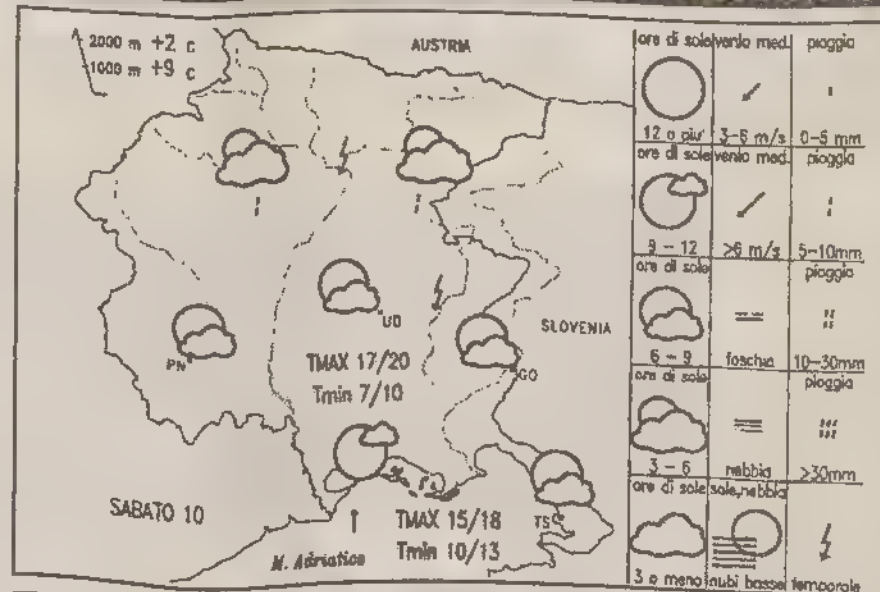 2000 m +2 c
1000 m +9 c
AUSTRIA
UD
PN
SLOVENIA
GO
TMAX 17/20
Tmin 7/10
SABATO 10
TS
TMAX 15/18
Tmin 10/13
M. Adriatico
ore di sole vento med. pioggia
12 o piu' 3-6 m/s 0-5 mm
ore di sole vento med. pioggia
9 - 12 >6 m/s 5-10mm
ore di sole pioggia
6 - 9 foschia 10-30mm
ore di sole pioggia
3 - 6 nebbia >30mm
ore di sole sole,nebbia
3 o meno nubi basse temporale